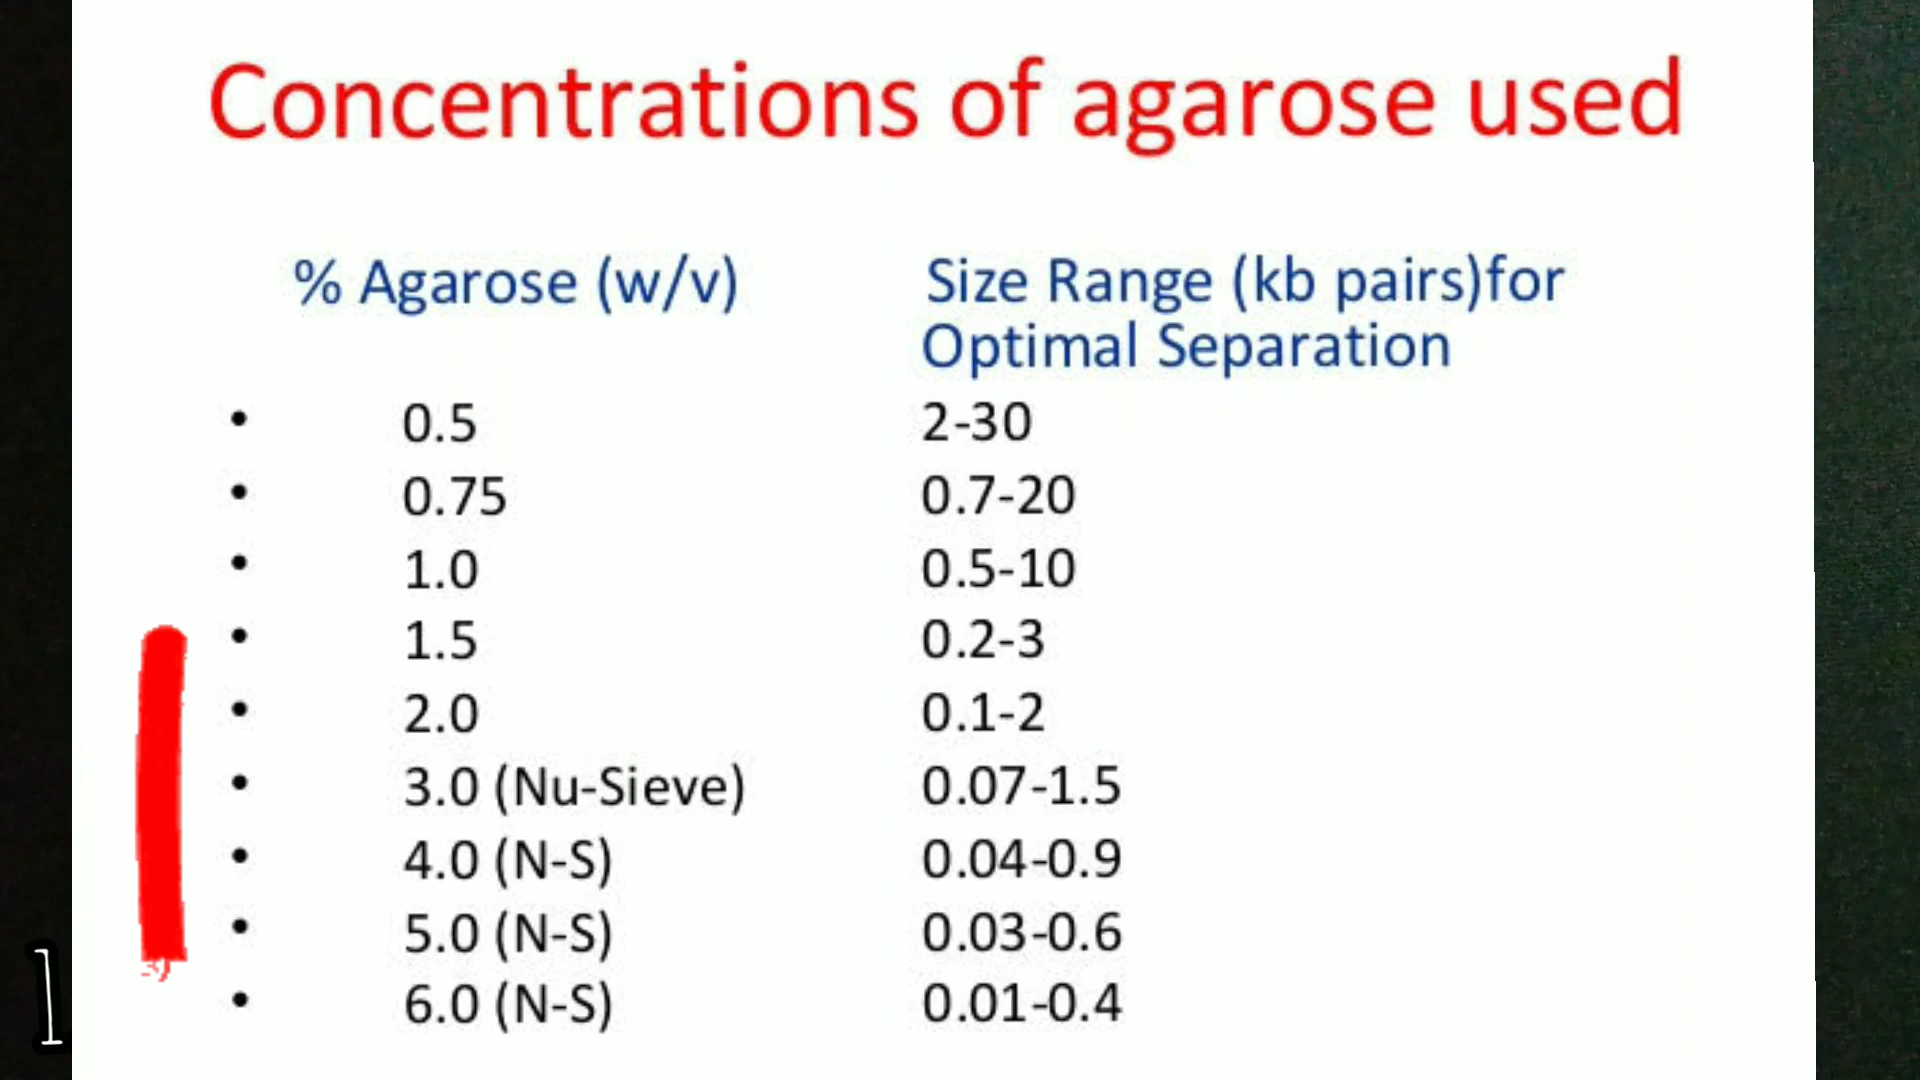 Concentrations of agarose used
% Agarose (w/v) Size Range (kb pairs)for
Optimal Separation
• 0.5 2-30
• 0.75 0.7-20
• 1.0 0.5-10
• 1.5 0.2-3
• 2.0 0.1-2
• 3.0 (Nu-Sieve) 0.07-1.5
• 4.0 (N-S) 0.04-0.9
• 5.0 (N-S) 0.03-0.6
• 6.0 (N-S) 0.01-0.4